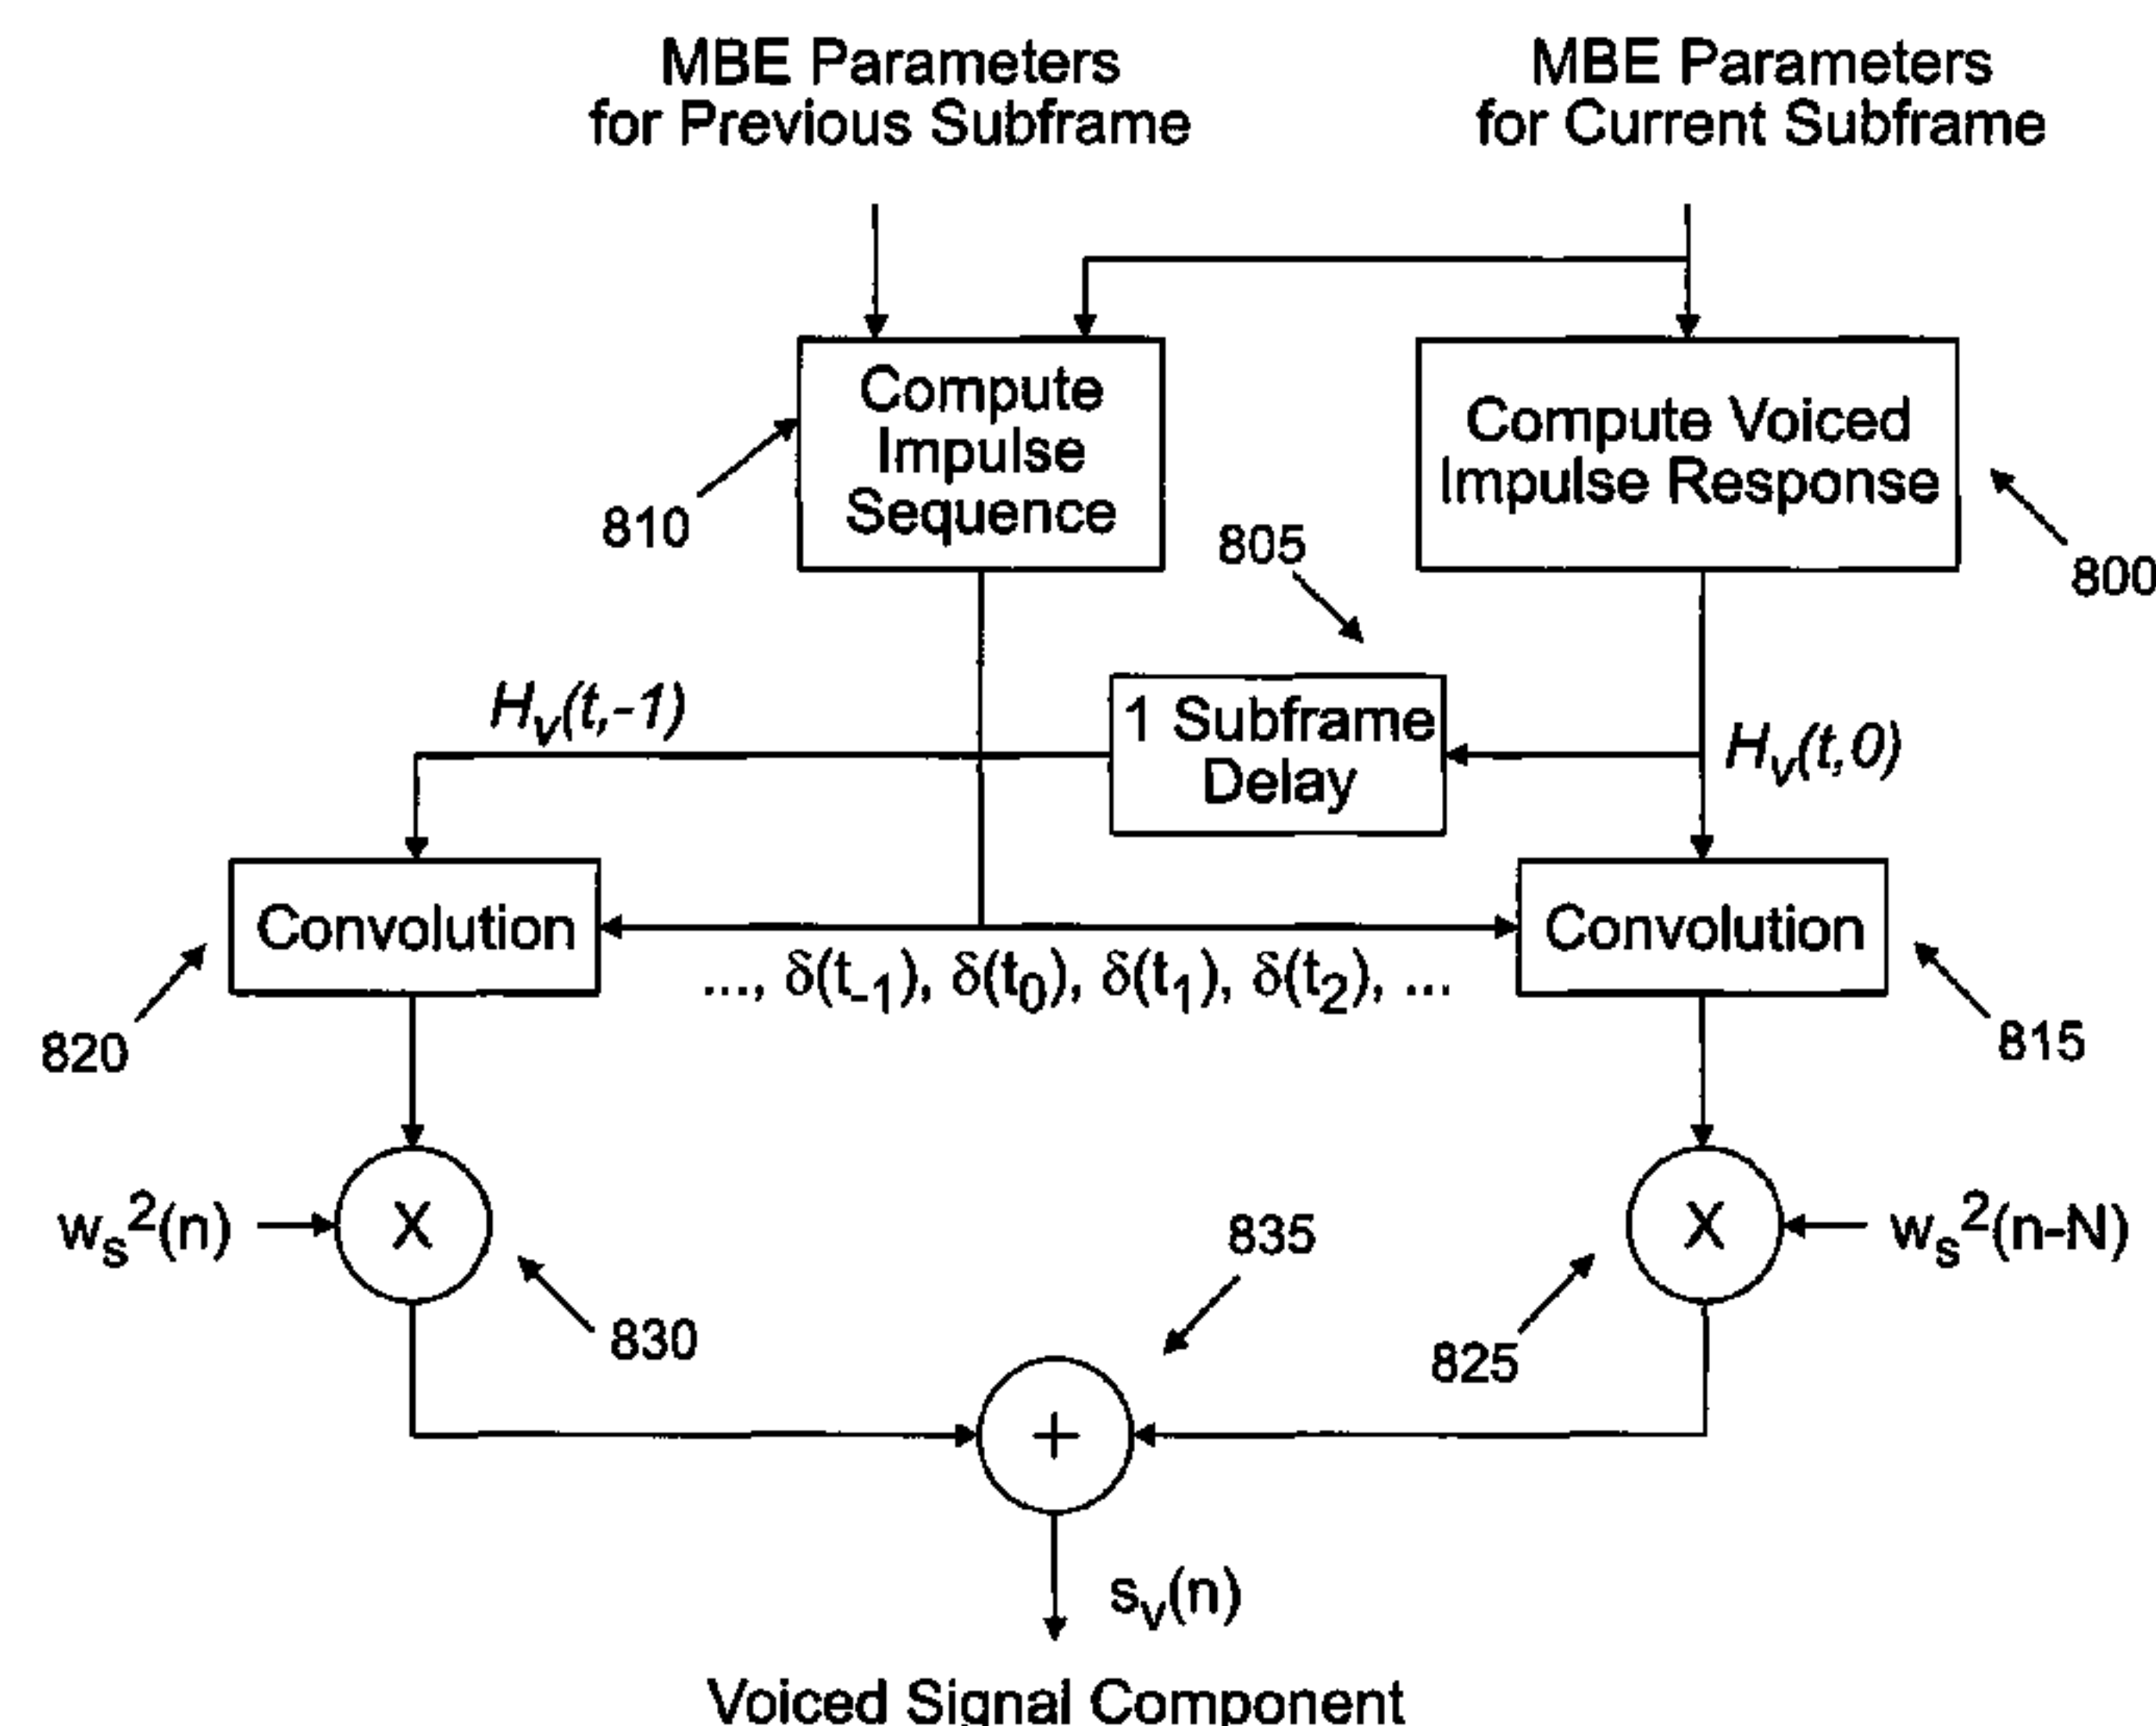 MBE Parameters
for Previous Subframe
MBE Parameters
for Current Subframe
Compute
Impulse
Sequence
810
Compute Voiced
Impulse Response
800
805
1 Subframe
Delay
H_v(t,-1)
H_v(t,0)
Convolution
820
..., δ(t_{-1}), δ(t_0), δ(t_1), δ(t_2), ...
Convolution
815
w_s^2(n)
X
830
835
X
825
w_s^2(n-N)
+
s_v(n)
Voiced Signal Component